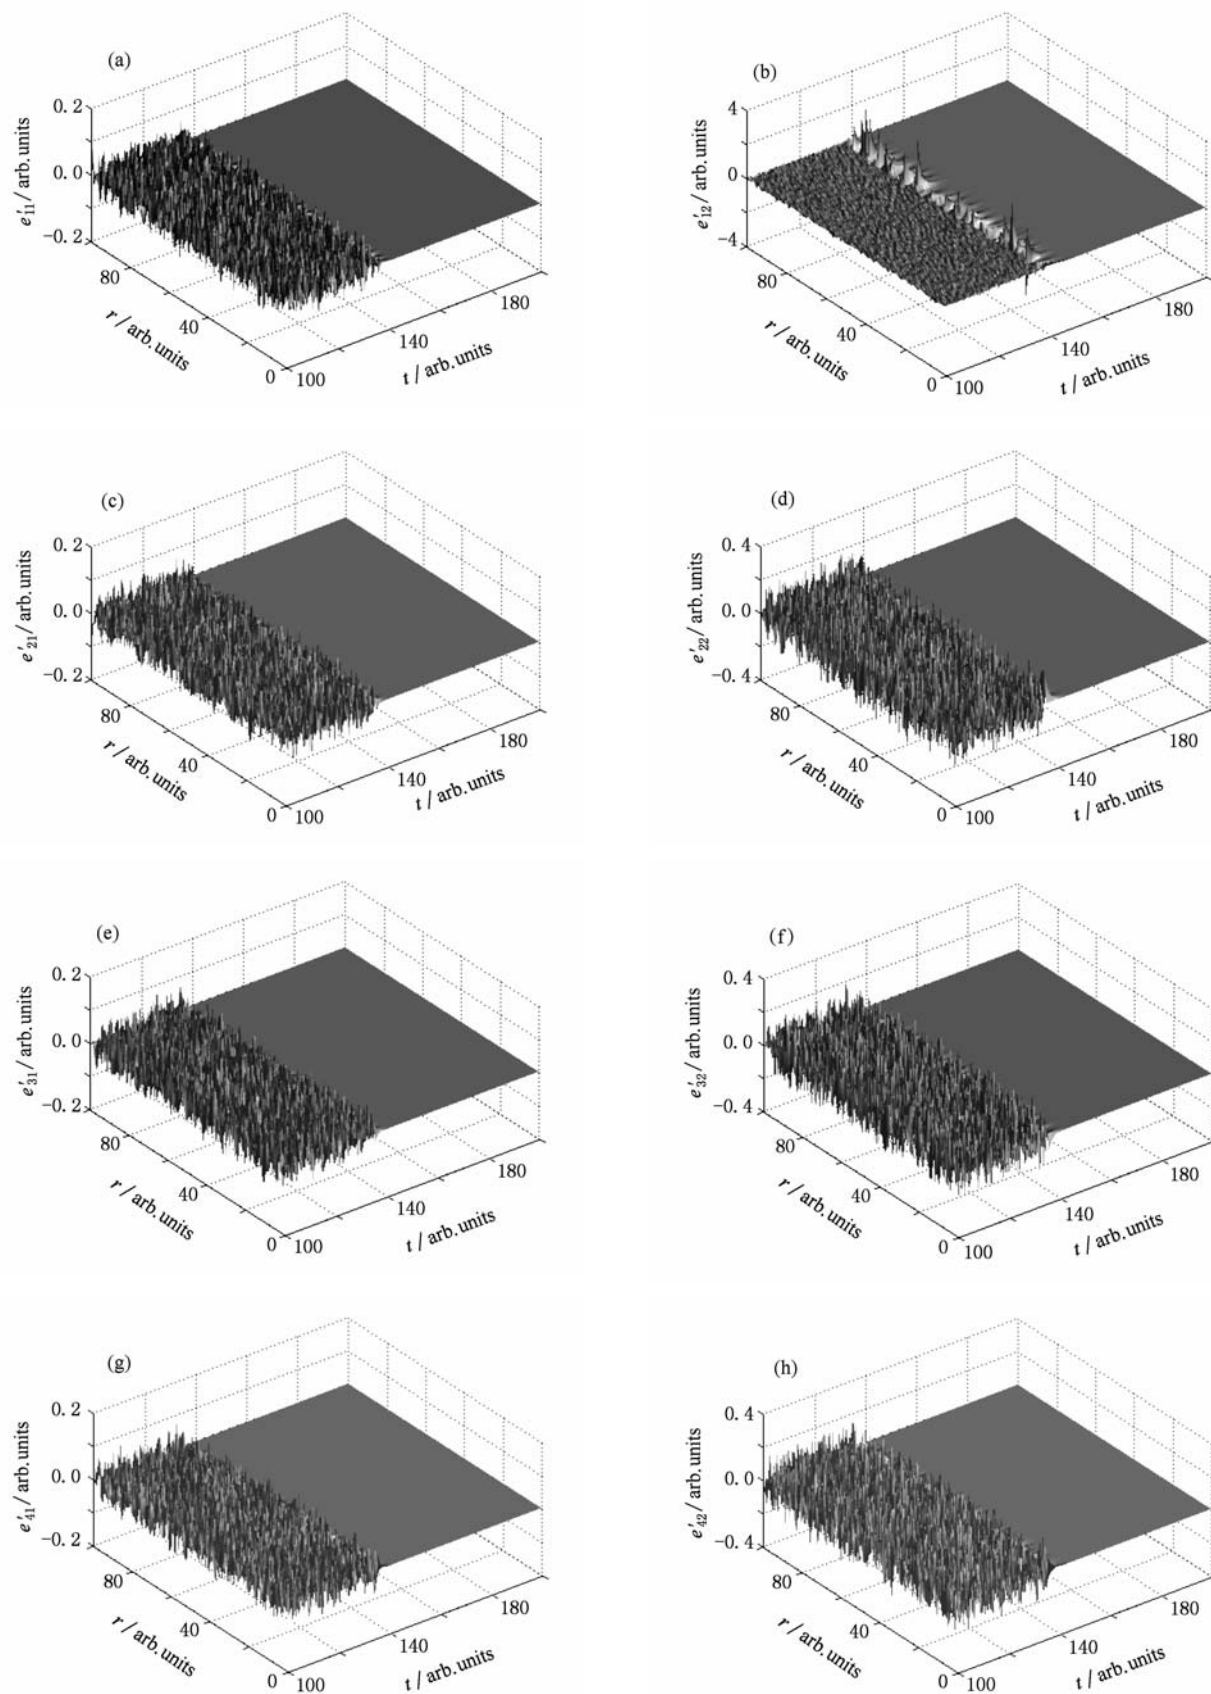 (a)
e′11/ arb.units
0.2
0.0
−0.2
80
40
0
r / arb.units
100
140
180
t / arb.units
(b)
e′12/ arb.units
4
0
−4
80
40
0
r / arb.units
100
140
180
t / arb.units
(c)
e′21/ arb.units
0.2
0.0
−0.2
80
40
0
r / arb.units
100
140
180
t / arb.units
(d)
e′22/ arb.units
0.4
0.0
−0.4
80
40
0
r / arb.units
100
140
180
t / arb.units
(e)
e′31/ arb.units
0.2
0.0
−0.2
80
40
0
r / arb.units
100
140
180
t / arb.units
(f)
e′32/ arb.units
0.4
0.0
−0.4
80
40
0
r / arb.units
100
140
180
t / arb.units
(g)
e′41/ arb.units
0.2
0.0
−0.2
80
40
0
r / arb.units
100
140
180
t / arb.units
(h)
e′42/ arb.units
0.4
0.0
−0.4
80
40
0
r / arb.units
100
140
180
t / arb.units